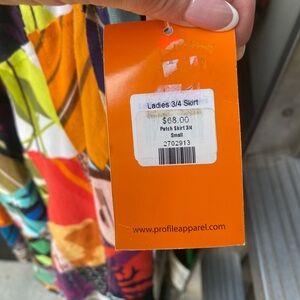 Ladies 3/4 Skirt
$68.00
Patch Skirt 3/4
Small
2702913
www.profileapparel.com